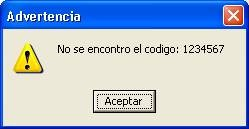 Advertencia
No se encontro el codigo: 1234567
Aceptar